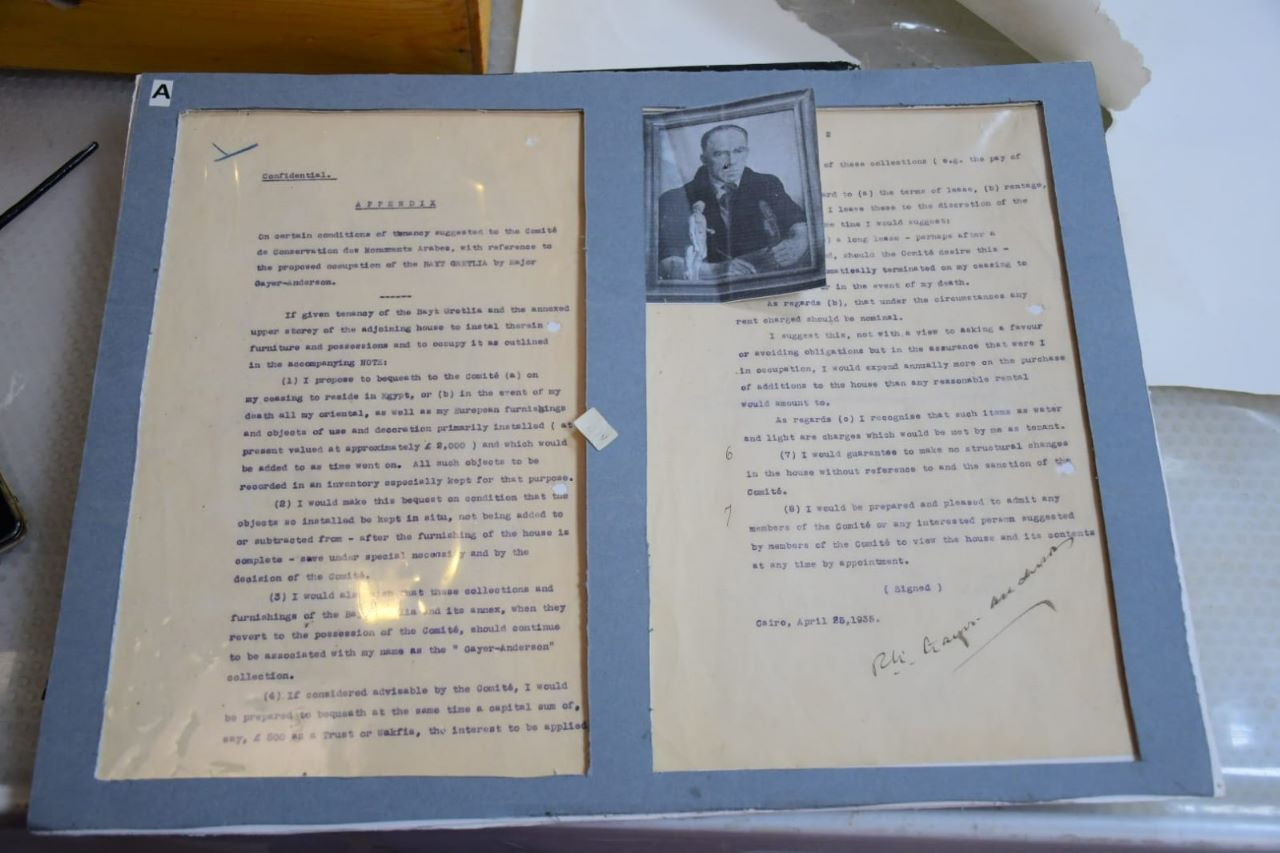 A
Confidential.
APPENDIX
On certain conditions of tenancy suggested to the Comité
de Conservation des Monuments Arabes, with reference to
the proposed occupation of the BAYT GRETLIA by Major
Gayer-Anderson.
------
If given tenancy of the Bayt Gretlia and the annexed
upper storey of the adjoining house to instal therein
furniture and possessions and to occupy it as outlined
in the accompanying NOTE:
(1) I propose to bequeath to the Comité (a) on
my ceasing to reside in Egypt, or (b) in the event of my
death all my oriental, as well as my European furnishings
and objects of use and decoration primarily installed ( at
present valued at approximately £ 2,000 ) and which would
be added to as time went on. All such objects to be
recorded in an inventory especially kept for that purpose.
(2) I would make this bequest on condition that the
objects so installed be kept in situ, not being added to
or subtracted from - after the furnishing of the house is
complete - save under special necessity and by the
decision of the Comité.
(3) I would also that these collections and
furnishings of the and its annex, when they
revert to the possession of the Comité, should continue
to be associated with my name as the " Gayer-Anderson"
collection.
(4) If considered advisable by the Comité, I would
be prepared to bequeath at the same time a capital sum of,
say, £ 500 as a Trust or Wakfia, the interest to be applied
2
of these collections ( e.g. the pay of
to (a) the terms of lease, (b) rentage,
I leave these to the discretion of the
time I would suggest:
) a long lease - perhaps after a
should the Comité desire this -
terminated on my ceasing to
or in the event of my death.
As regards (b), that under the circumstances any
rent charged should be nominal.
I suggest this, not with a view to asking a favour
or avoiding obligations but in the assurance that were I
in occupation, I would expend annually more on the purchase
of additions to the house than any reasonable rental
would amount to.
As regards (c) I recognise that such items as water
and light are charges which would be met by me as tenant.
6 (7) I would guarantee to make no structural changes
in the house without reference to and the sanction of the
Comité.
7 (8) I would be prepared and pleased to admit any
members of the Comité or any interested person suggested
by members of the Comité to view the house and its contents
at any time by appointment.
( Signed )
Cairo, April 25,1935.
Gayer-Anderson